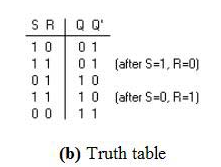 S R Q Q'
1 0 0 1
1 1 0 1 (after S=1, R=0)
0 1 1 0
1 1 1 0 (after S=0, R=1)
0 0 1 1
(b) Truth table